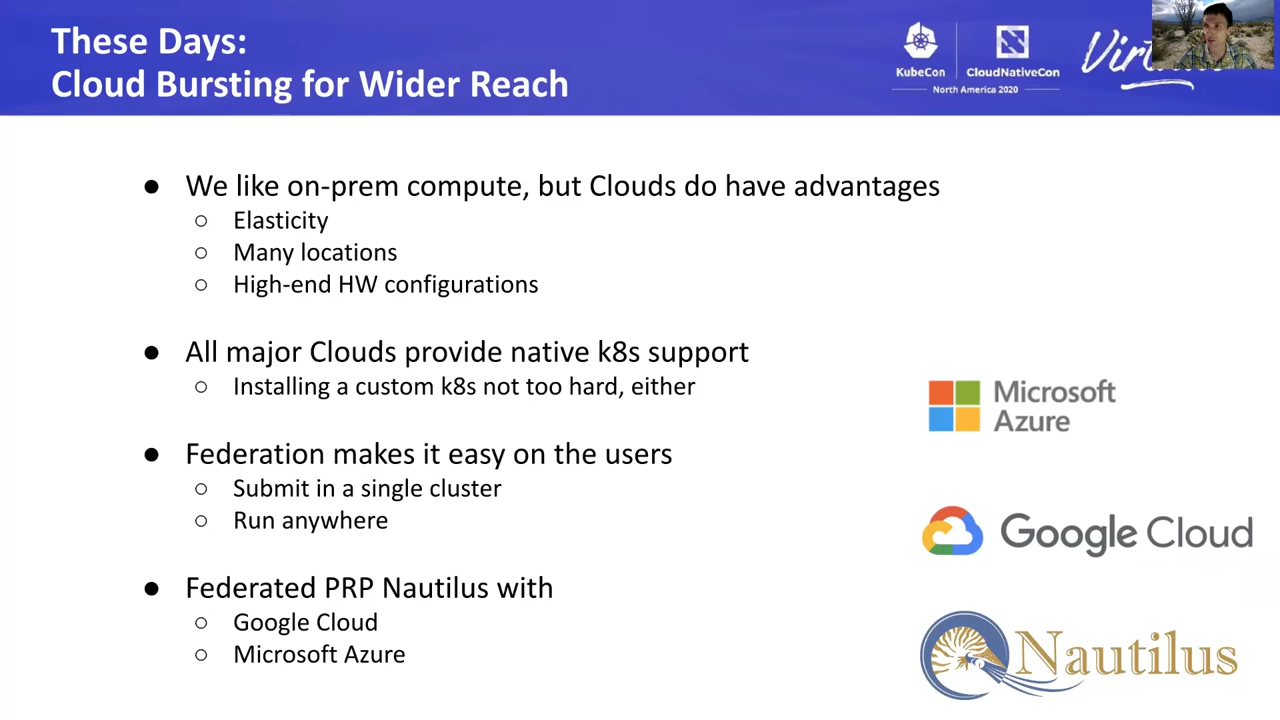 These Days:
Cloud Bursting for Wider Reach
KubeCon
CloudNativeCon
North America 2020
● We like on-prem compute, but Clouds do have advantages
○ Elasticity
○ Many locations
○ High-end HW configurations
● All major Clouds provide native k8s support
○ Installing a custom k8s not too hard, either
● Federation makes it easy on the users
○ Submit in a single cluster
○ Run anywhere
● Federated PRP Nautilus with
○ Google Cloud
○ Microsoft Azure
Microsoft
Azure
Google Cloud
Nautilus